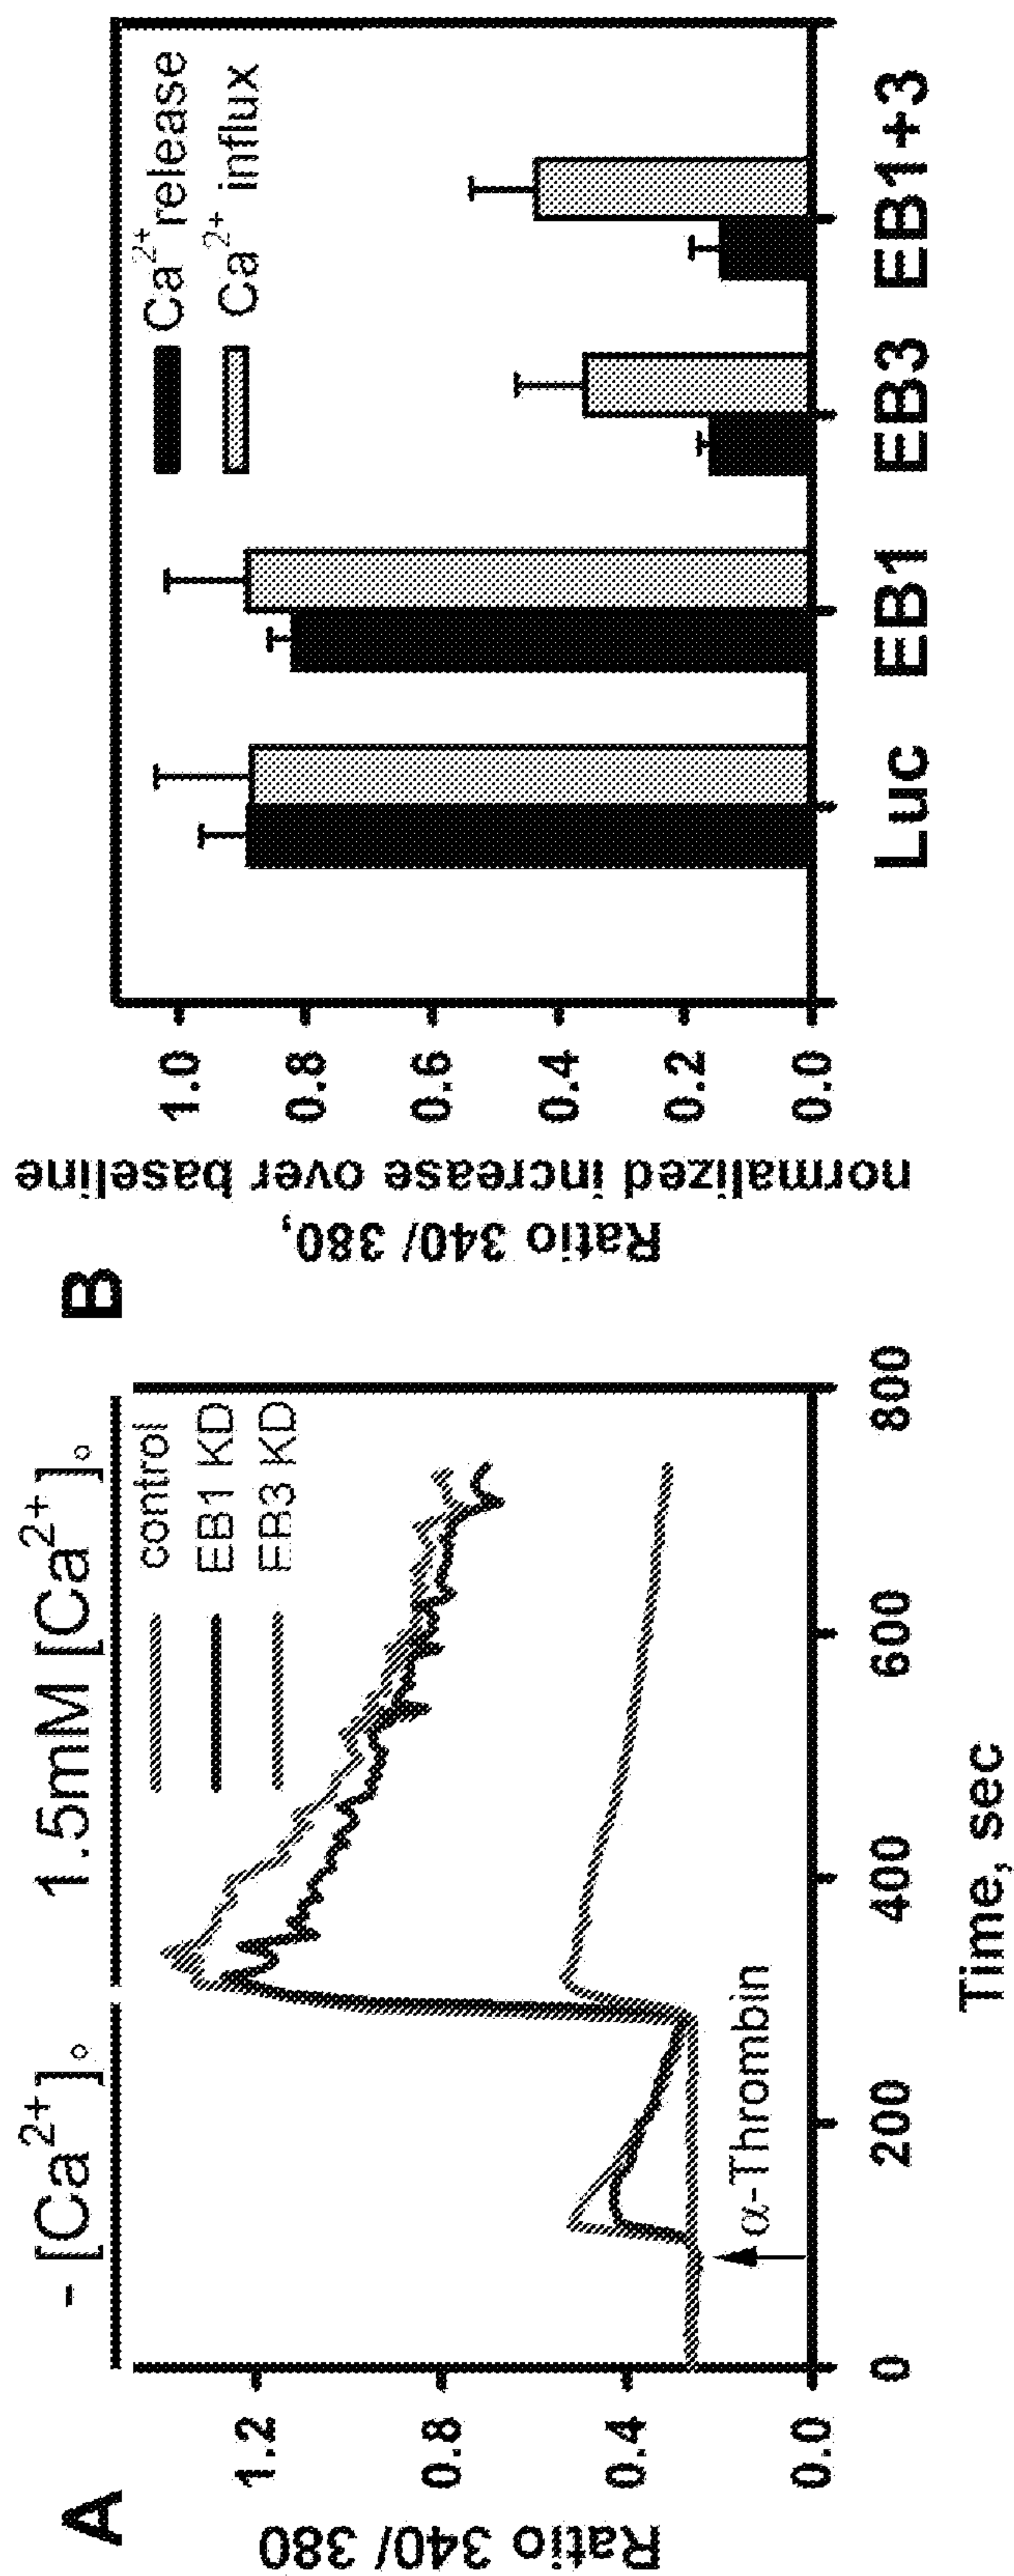 A
- [Ca²⁺]ₒ
1.5mM [Ca²⁺]ₒ
control
EB1 KD
EB3 KD
Ratio 340/ 380
1.2
0.8
0.4
0.0
α-Thrombin
0
200
400
600
800
Time, sec
B
Ratio 340/ 380,
normalized increase over baseline
1.0
0.8
0.6
0.4
0.2
0.0
Ca²⁺ release
Ca²⁺ influx
Luc
EB1
EB3
EB1+3